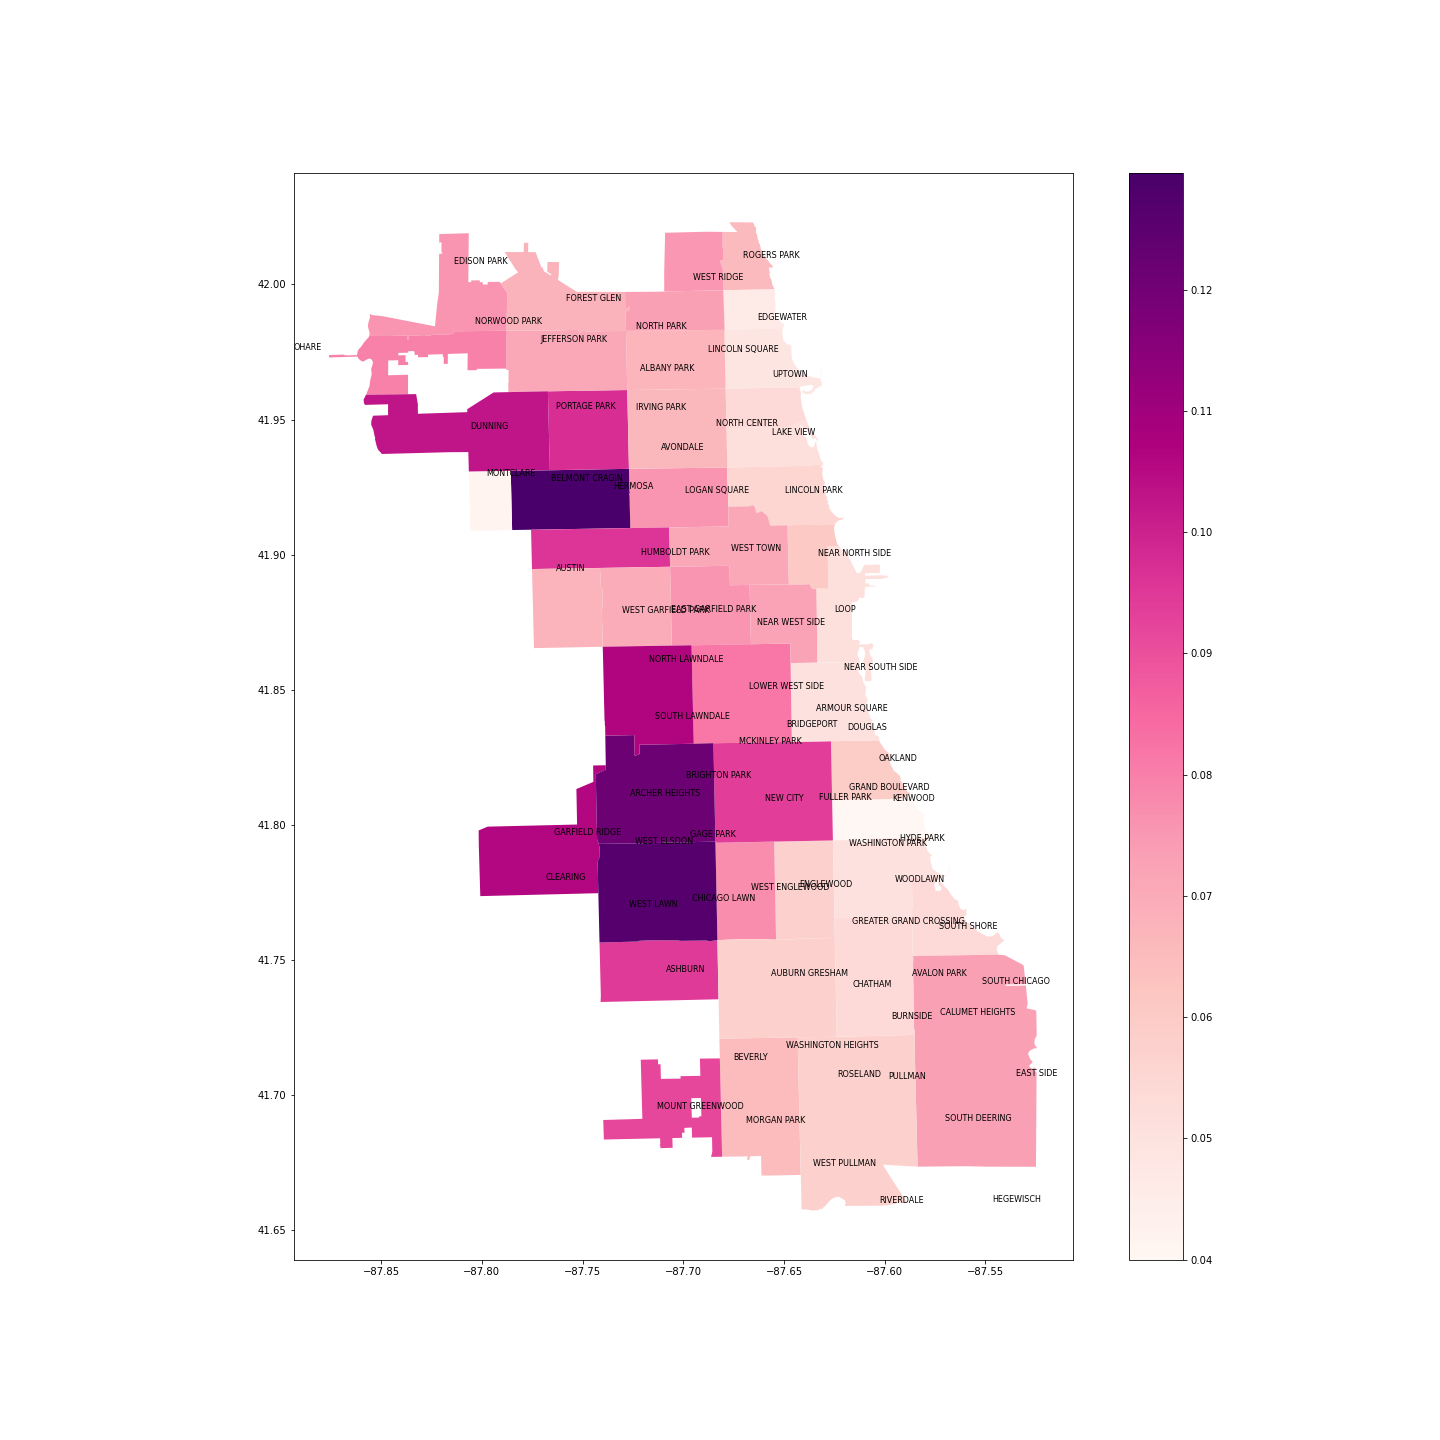 ROGERS PARK
EDISON PARK
WEST RIDGE
FOREST GLEN
NORWOOD PARK
NORTH PARK
EDGEWATER
JEFFERSON PARK
OHARE
LINCOLN SQUARE
ALBANY PARK
UPTOWN
PORTAGE PARK
IRVING PARK
DUNNING
NORTH CENTER
LAKE VIEW
AVONDALE
MONTCLARE
BELMONT CRAGIN
HERMOSA
LOGAN SQUARE
LINCOLN PARK
HUMBOLDT PARK
WEST TOWN
NEAR NORTH SIDE
AUSTIN
WEST GARFIELD PARK
EAST GARFIELD PARK
LOOP
NEAR WEST SIDE
NORTH LAWNDALE
NEAR SOUTH SIDE
LOWER WEST SIDE
SOUTH LAWNDALE
ARMOUR SQUARE
BRIDGEPORT
DOUGLAS
MCKINLEY PARK
OAKLAND
BRIGHTON PARK
GRAND BOULEVARD
ARCHER HEIGHTS
NEW CITY
FULLER PARK
KENWOOD
GARFIELD RIDGE
GAGE PARK
WEST ELSDON
HYDE PARK
WASHINGTON PARK
CLEARING
WEST ENGLEWOOD
ENGLEWOOD
WOODLAWN
CHICAGO LAWN
WEST LAWN
GREATER GRAND CROSSING
SOUTH SHORE
ASHBURN
AUBURN GRESHAM
AVALON PARK
SOUTH CHICAGO
CHATHAM
BURNSIDE
CALUMET HEIGHTS
WASHINGTON HEIGHTS
BEVERLY
ROSELAND
PULLMAN
EAST SIDE
MOUNT GREENWOOD
MORGAN PARK
SOUTH DEERING
WEST PULLMAN
RIVERDALE
HEGEWISCH
42.00
41.95
41.90
41.85
41.80
41.75
41.70
41.65
−87.85
−87.80
−87.75
−87.70
−87.65
−87.60
−87.55
0.12
0.11
0.10
0.09
0.08
0.07
0.06
0.05
0.04